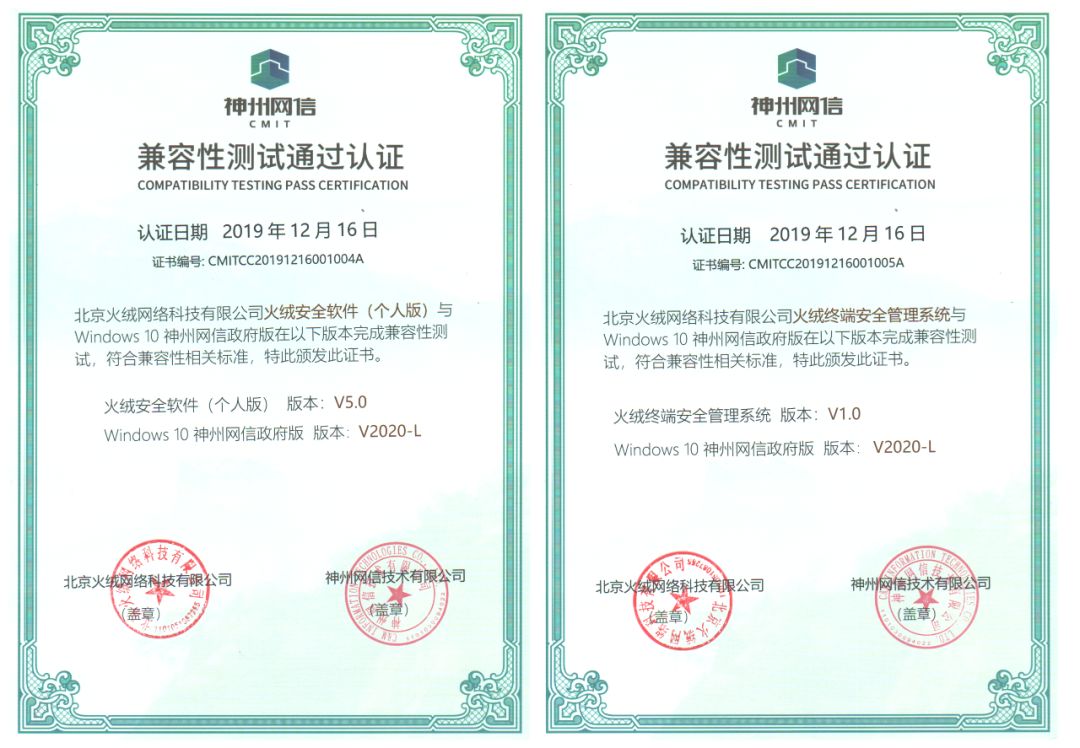 神州网信
CMIT
兼容性测试通过认证
COMPATIBILITY TESTING PASS CERTIFICATION
认证日期 2019 年 12 月 16 日
证书编号: CMITCC20191216001004A
北京火绒网络科技有限公司火绒安全软件（个人版）与
Windows 10 神州网信政府版在以下版本完成兼容性测
试，符合兼容性相关标准，特此颁发此证书。
火绒安全软件（个人版） 版本：V5.0
Windows 10 神州网信政府版 版本：V2020-L
北京火绒网络科技有限公司
（盖章）
神州网信技术有限公司
（盖章）
神州网信
CMIT
兼容性测试通过认证
COMPATIBILITY TESTING PASS CERTIFICATION
认证日期 2019 年 12 月 16 日
证书编号: CMITCC20191216001005A
北京火绒网络科技有限公司火绒终端安全管理系统与
Windows 10 神州网信政府版在以下版本完成兼容性测
试，符合兼容性相关标准，特此颁发此证书。
火绒终端安全管理系统 版本：V1.0
Windows 10 神州网信政府版 版本： V2020-L
北京火绒网络科技有限公司
（盖章）
神州网信技术有限公司
（盖章）